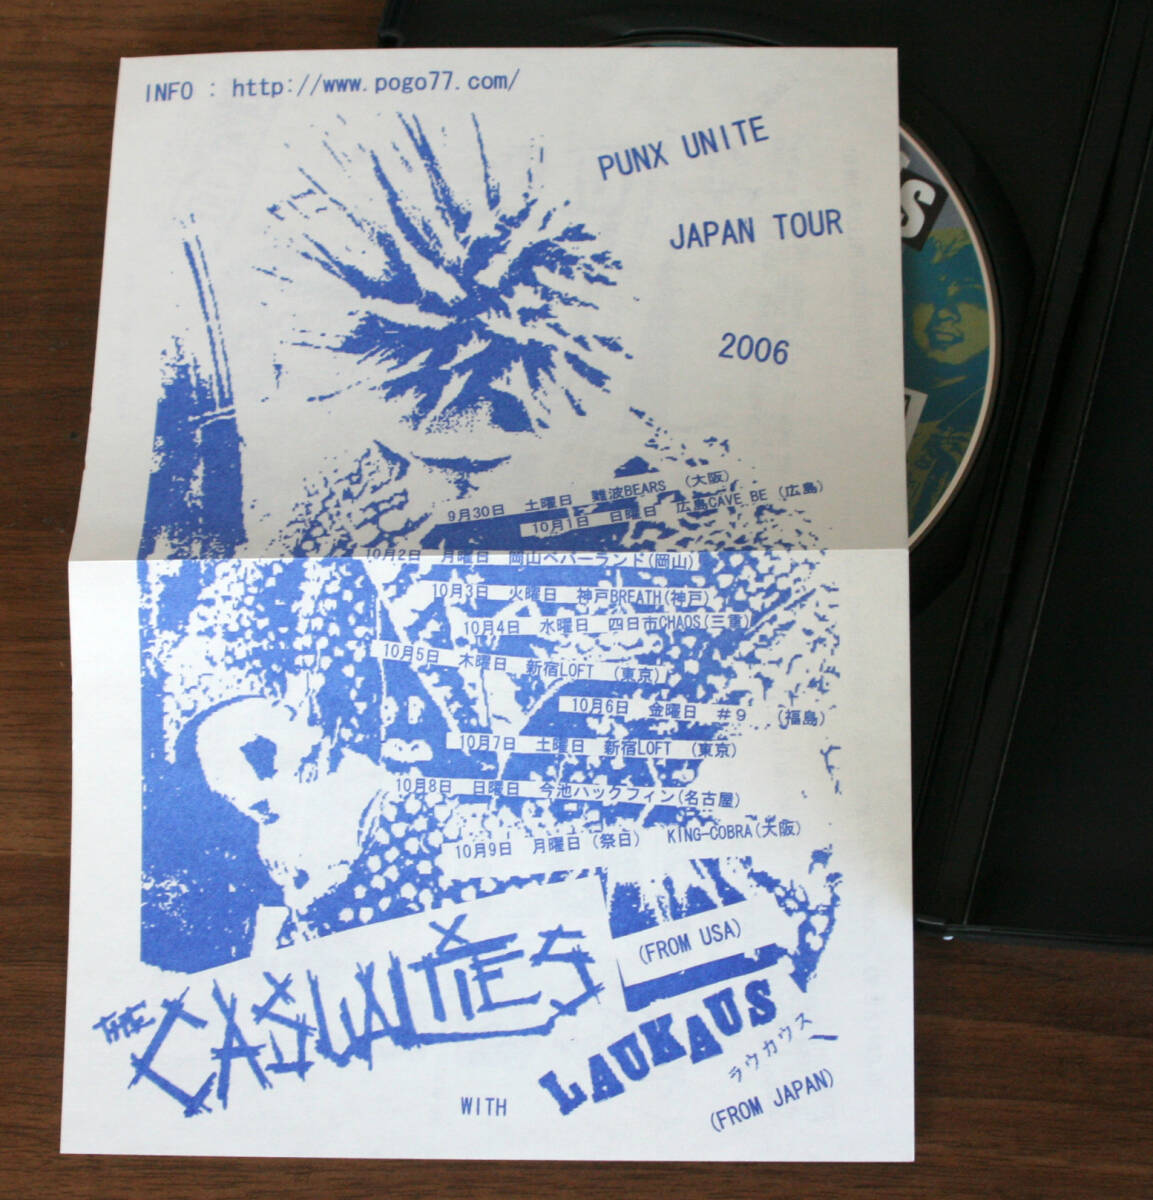 INFO : http://www.pogo77.com/
PUNX UNITE
JAPAN TOUR
2006
9月30日 土曜日 難波BEARS (大阪)
10月1日 日曜日 広島CAVE BE (広島)
10月2日 月曜日 岡山ペパーランド(岡山)
10月3日 火曜日 神戸BREATH(神戸)
10月4日 水曜日 四日市CHAOS(三重)
10月5日 木曜日 新宿LOFT (東京)
10月6日 金曜日 #9 (福島)
10月7日 土曜日 新宿LOFT (東京)
10月8日 日曜日 今池ハックフィン(名古屋)
10月9日 月曜日(祭日) KING-COBRA(大阪)
THE CASUALTIES
(FROM USA)
WITH
LAUKAUS
ラウカウス
(FROM JAPAN)